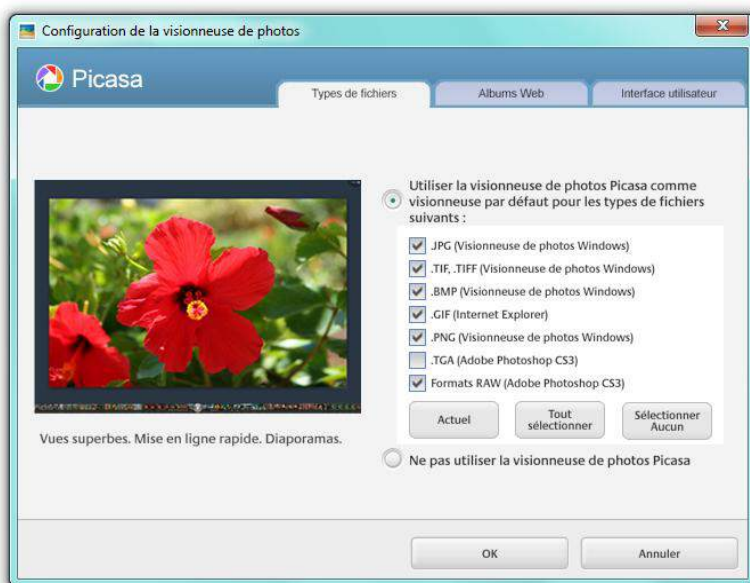 Configuration de la visionneuse de photos
Picasa
Types de fichiers
Albums Web
Interface utilisateur
Utiliser la visionneuse de photos Picasa comme
visionneuse par défaut pour les types de fichiers
suivants :
.JPG (Visionneuse de photos Windows)
.TIF, .TIFF (Visionneuse de photos Windows)
.BMP (Visionneuse de photos Windows)
.GIF (Internet Explorer)
.PNG (Visionneuse de photos Windows)
.TGA (Adobe Photoshop CS3)
Formats RAW (Adobe Photoshop CS3)
Actuel
Tout
sélectionner
Sélectionner
Aucun
Vues superbes. Mise en ligne rapide. Diaporamas.
Ne pas utiliser la visionneuse de photos Picasa
OK
Annuler